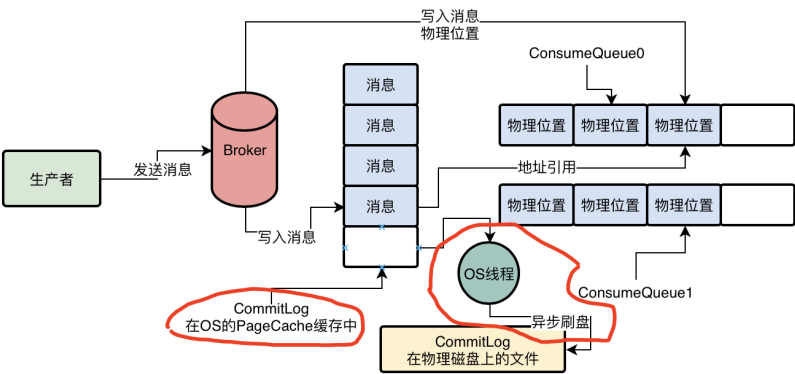 写入消息
物理位置
ConsumeQueue0
消息
消息
消息
消息
Broker
生产者
发送消息
写入消息
物理位置
物理位置
物理位置
地址引用
物理位置
物理位置
物理位置
OS线程
ConsumeQueue1
CommitLog
在OS的PageCache缓存中
异步刷盘
CommitLog
在物理磁盘上的文件